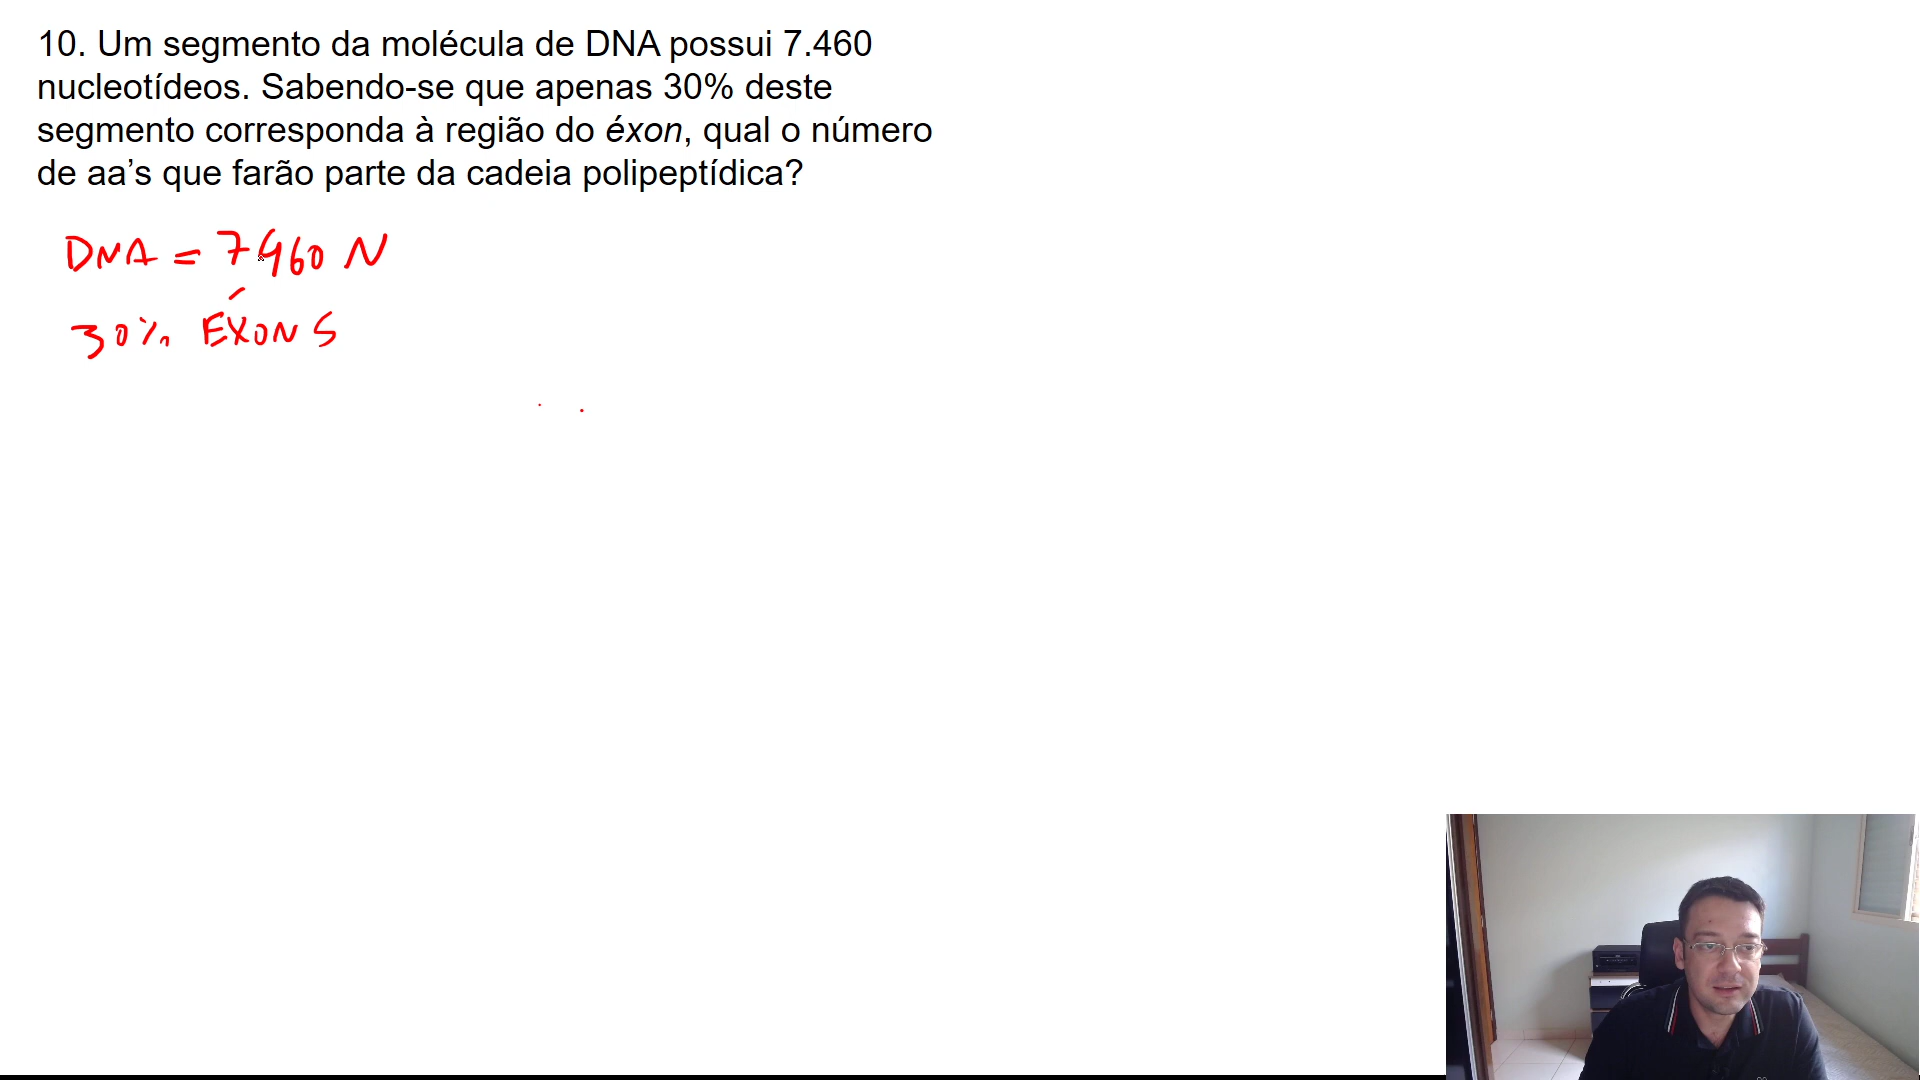 10. Um segmento da molécula de DNA possui 7.460
nucleotídeos. Sabendo-se que apenas 30% deste
segmento corresponda à região do éxon, qual o número
de aa’s que farão parte da cadeia polipeptídica?
DNA = 7460 N
30% ÉXONS